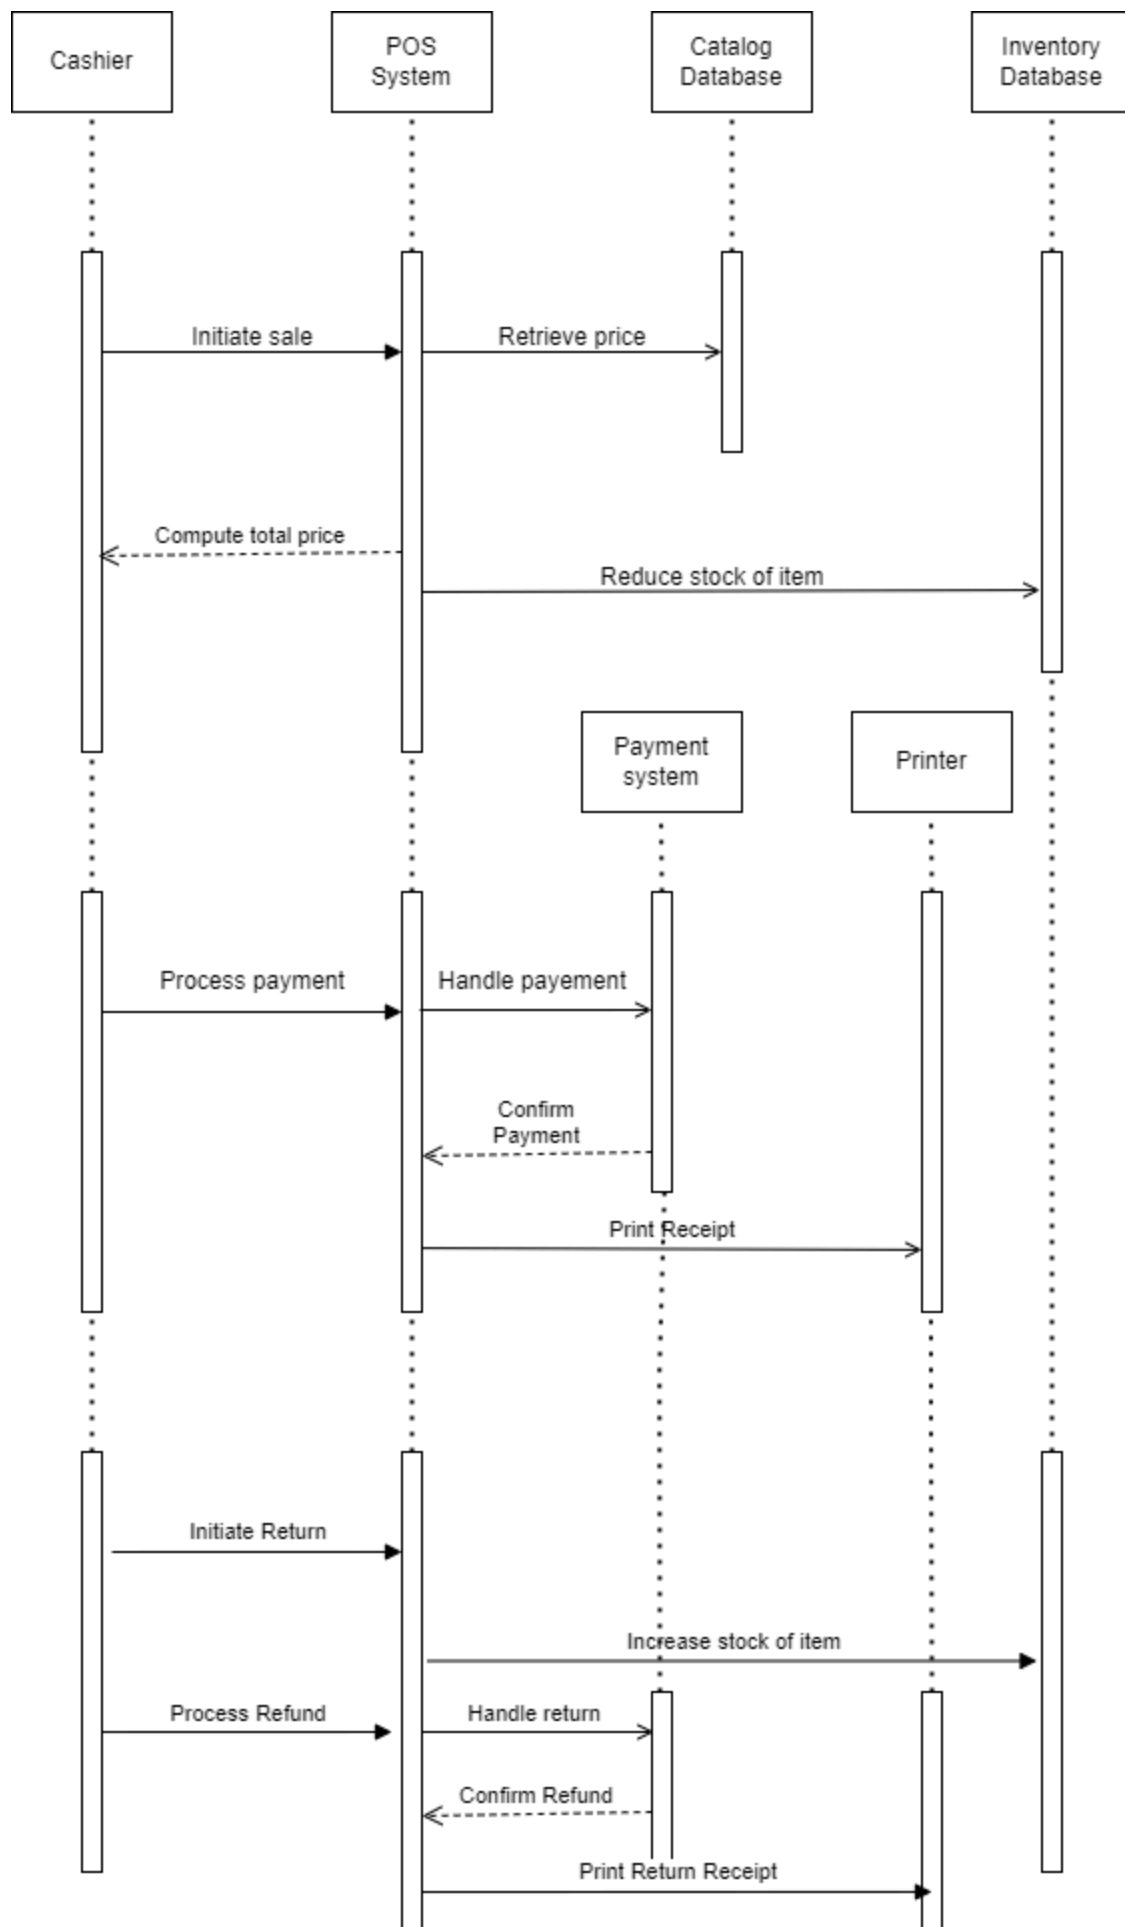 Cashier
POS
System
Catalog
Database
Inventory
Database
Initiate sale
Retrieve price
Compute total price
Reduce stock of item
Payment
system
Printer
Process payment
Handle payement
Confirm
Payment
Print Receipt
Initiate Return
Increase stock of item
Process Refund
Handle return
Confirm Refund
Print Return Receipt